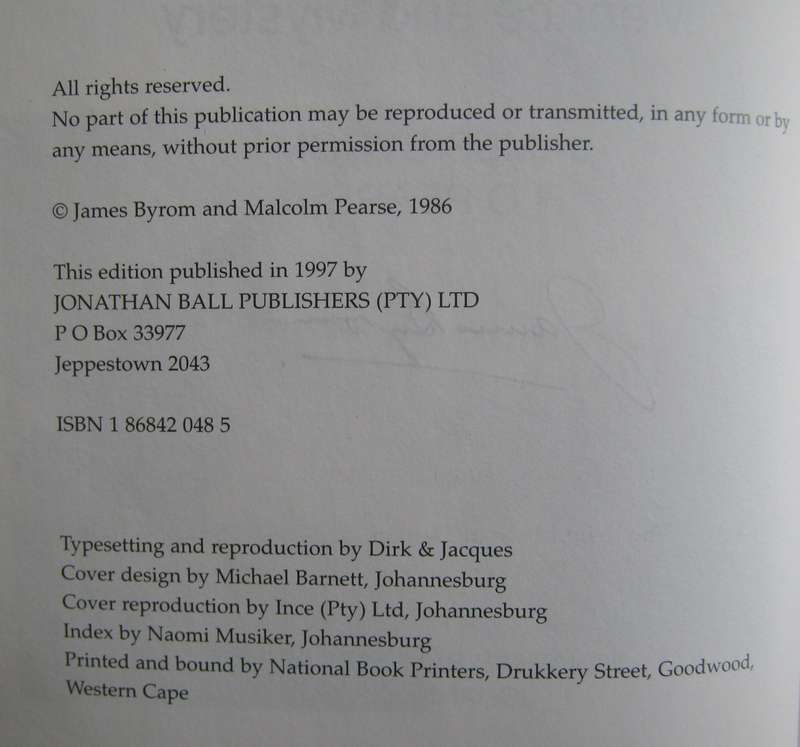 All rights reserved.
No part of this publication may be reproduced or transmitted, in any form or by
any means, without prior permission from the publisher.
© James Byrom and Malcolm Pearse, 1986
This edition published in 1997 by
JONATHAN BALL PUBLISHERS (PTY) LTD
P O Box 33977
Jeppestown 2043
ISBN 1 86842 048 5
Typesetting and reproduction by Dirk & Jacques
Cover design by Michael Barnett, Johannesburg
Cover reproduction by Ince (Pty) Ltd, Johannesburg
Index by Naomi Musiker, Johannesburg
Printed and bound by National Book Printers, Drukkery Street, Goodwood,
Western Cape